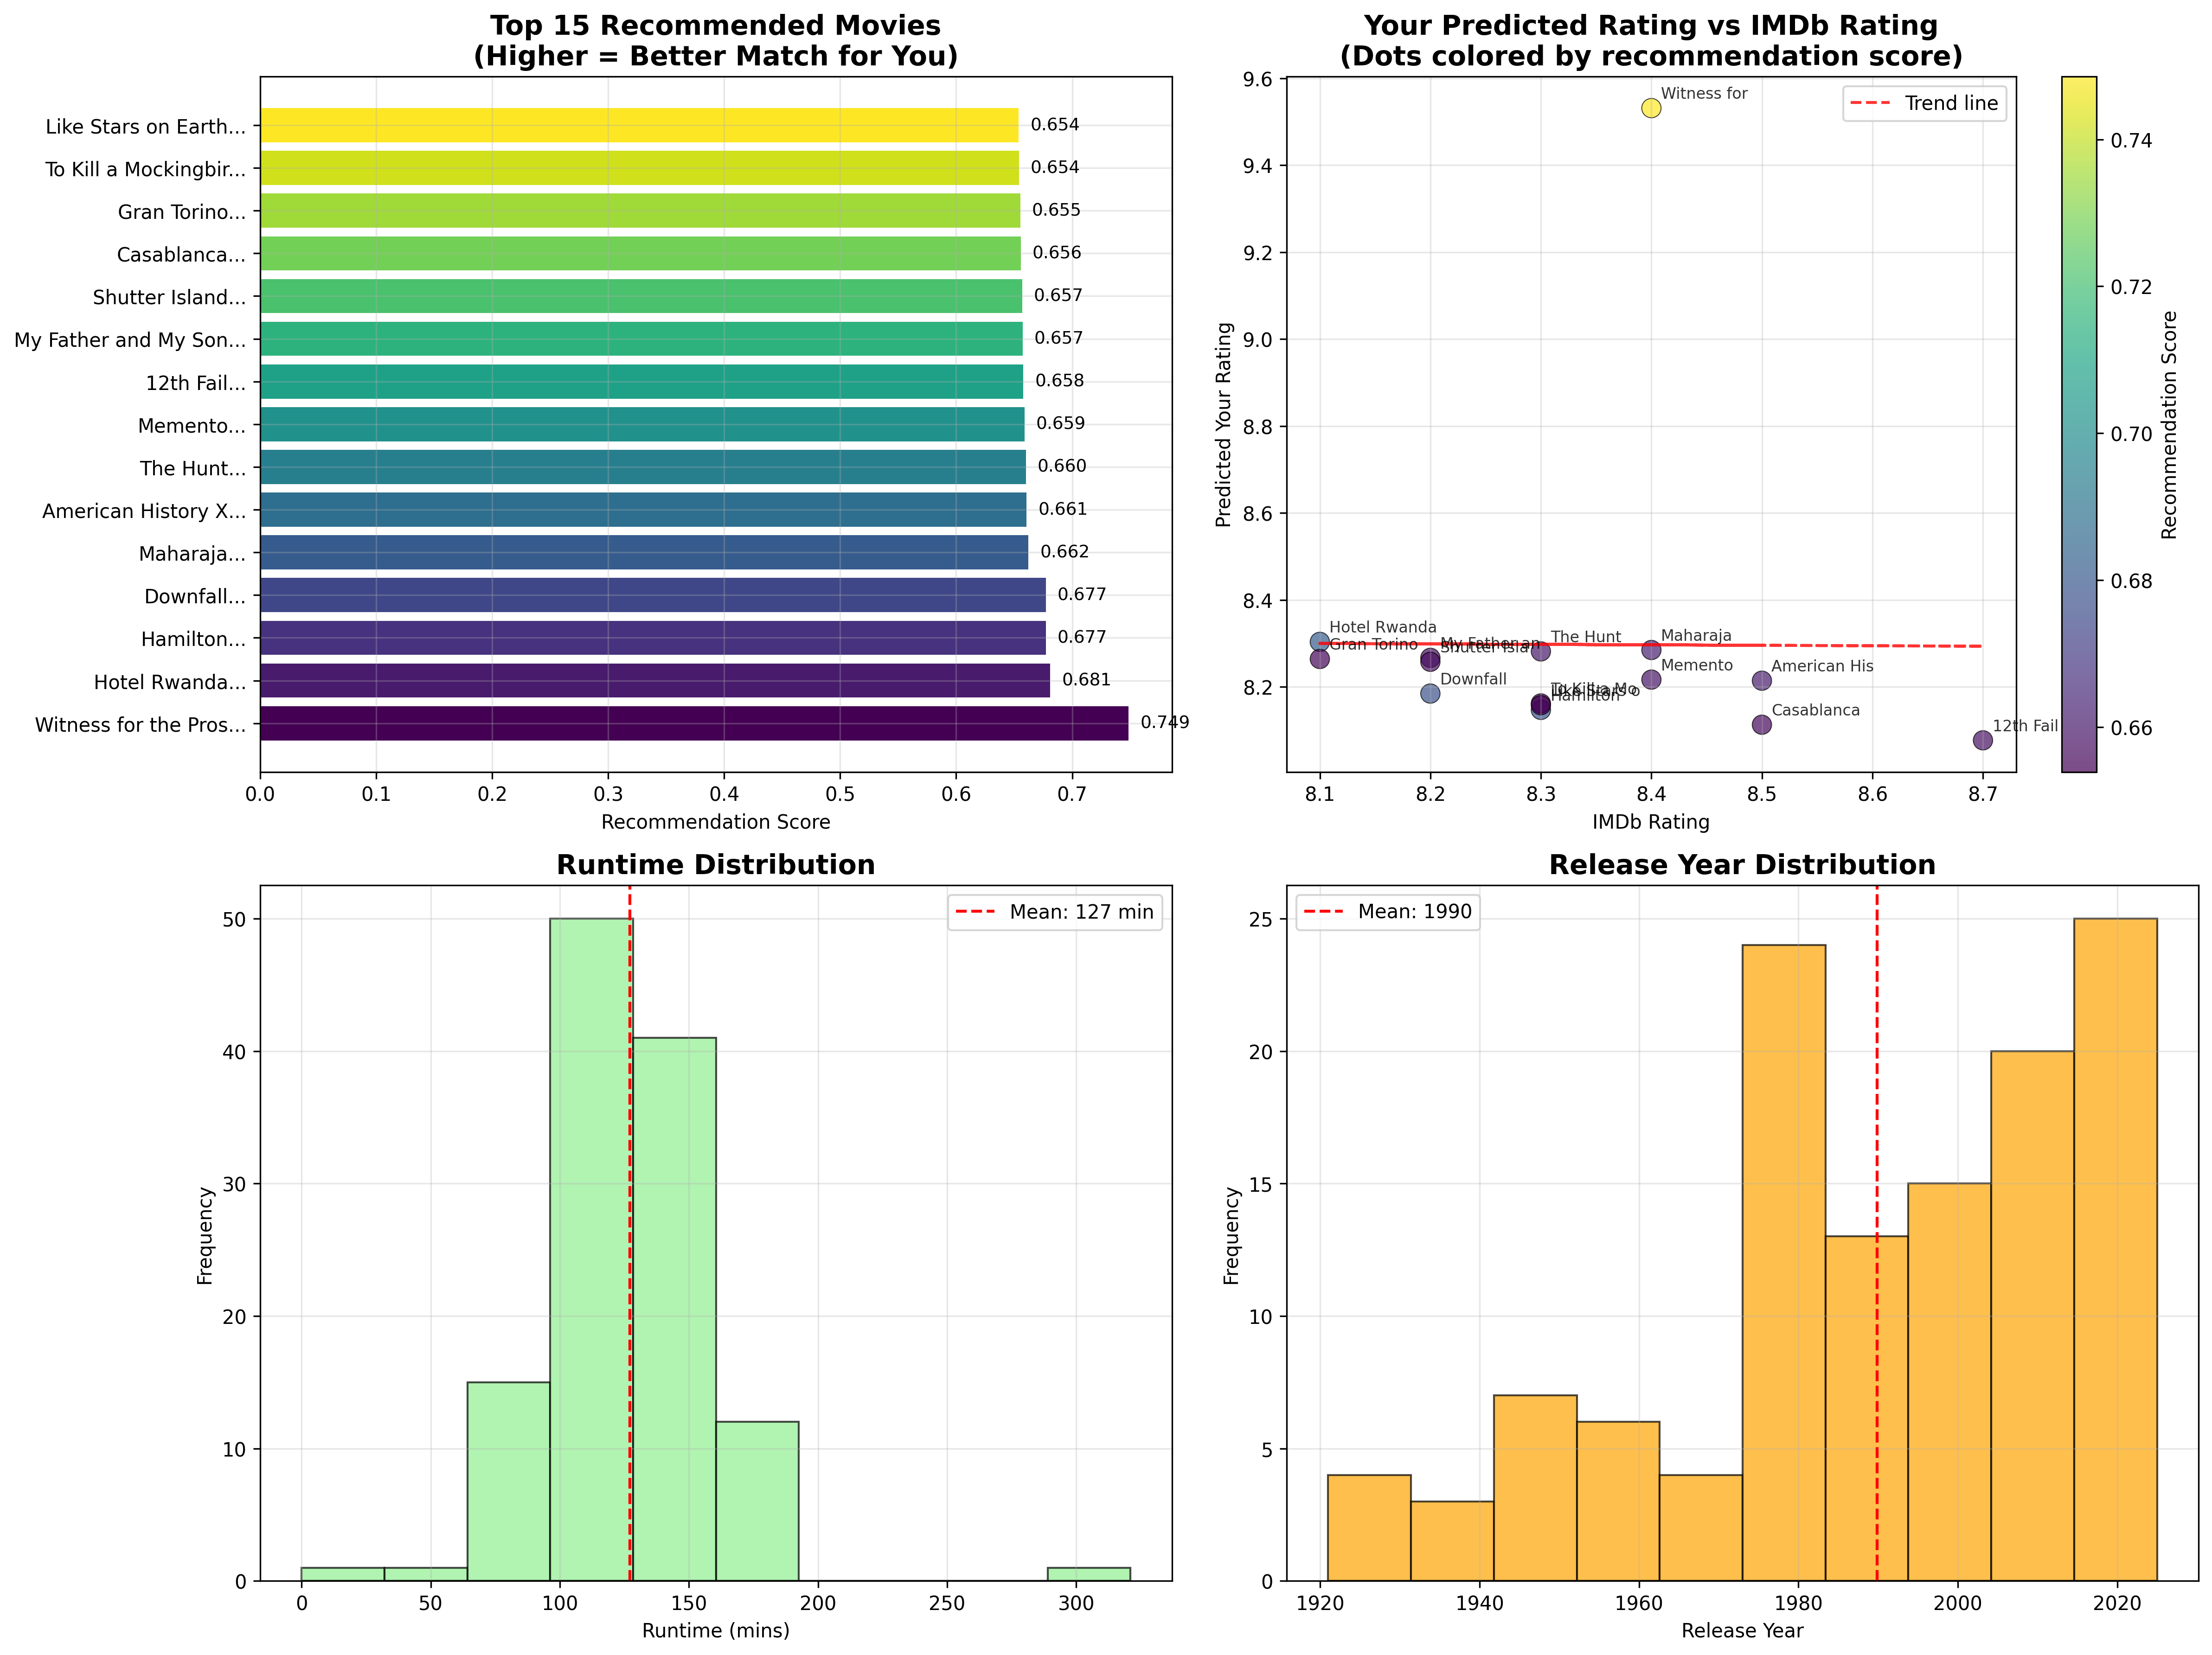 Top 15 Recommended Movies
(Higher = Better Match for You)
Like Stars on Earth...
0.654
To Kill a Mockingbir...
0.654
Gran Torino...
0.655
Casablanca...
0.656
Shutter Island...
0.657
My Father and My Son...
0.657
12th Fail...
0.658
Memento...
0.659
The Hunt...
0.660
American History X...
0.661
Maharaja...
0.662
Downfall...
0.677
Hamilton...
0.677
Hotel Rwanda...
0.681
Witness for the Pros...
0.749
0.0 0.1 0.2 0.3 0.4 0.5 0.6 0.7
Recommendation Score
Your Predicted Rating vs IMDb Rating
(Dots colored by recommendation score)
Trend line
Predicted Your Rating
9.6
9.4
9.2
9.0
8.8
8.6
8.4
8.2
Witness for
Hotel Rwanda
Gran Torino
My Father an
Shutter Isla
The Hunt
Maharaja
Downfall
Memento
American His
To Kill a Mo
Like Stars o
Hamilton
Casablanca
12th Fail
8.1 8.2 8.3 8.4 8.5 8.6 8.7
IMDb Rating
0.74
0.72
0.70
0.68
0.66
Recommendation Score
Runtime Distribution
Mean: 127 min
Frequency
50
40
30
20
10
0
0 50 100 150 200 250 300
Runtime (mins)
Release Year Distribution
Mean: 1990
Frequency
25
20
15
10
5
0
1920 1940 1960 1980 2000 2020
Release Year